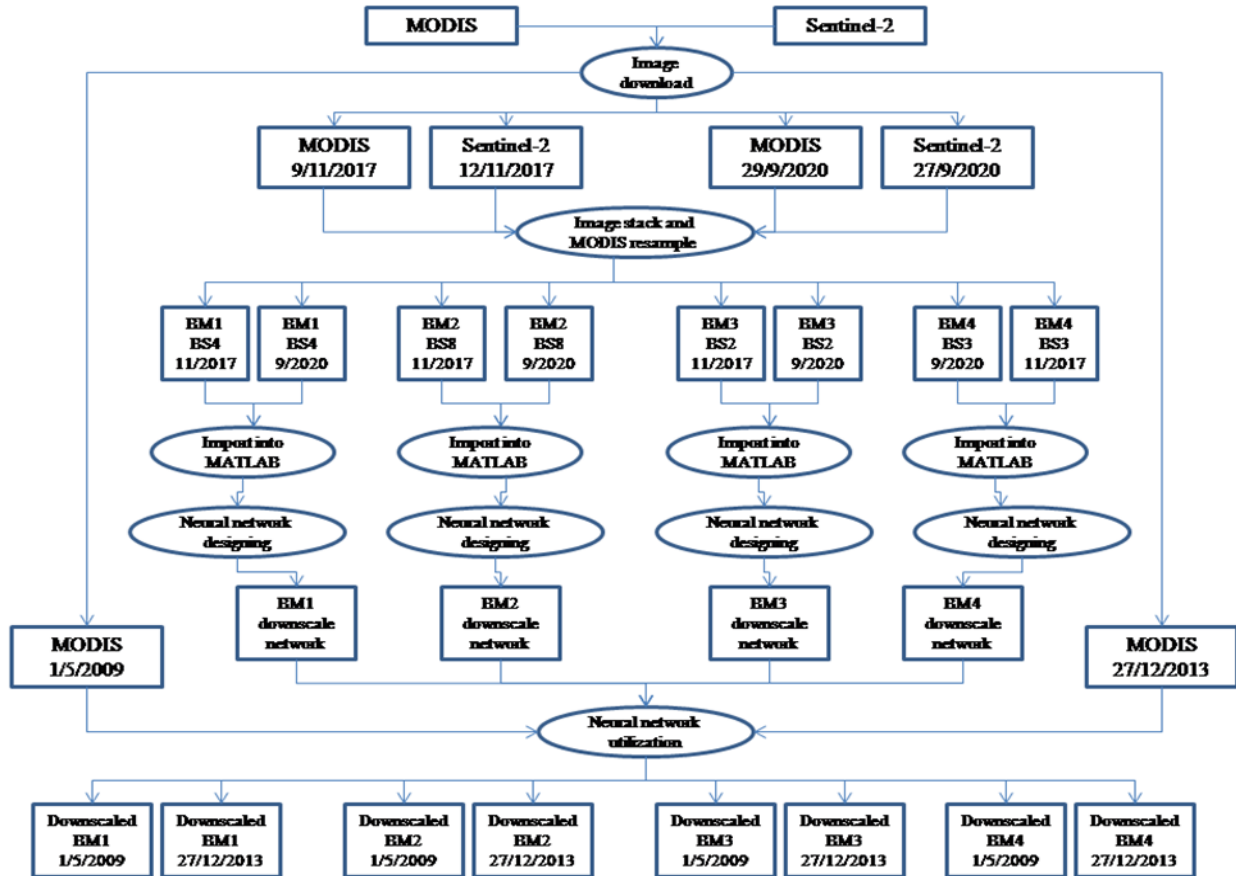 MODIS
Sentinel-2
Image
download
MODIS
9/11/2017
Sentinel-2
12/11/2017
MODIS
29/9/2020
Sentinel-2
27/9/2020
Image stack and
MODIS resample
BM1
BS4
11/2017
BM1
BS4
9/2020
BM2
BS8
11/2017
BM2
BS8
9/2020
BM3
BS2
11/2017
BM3
BS2
9/2020
BM4
BS3
9/2020
BM4
BS3
11/2017
Import into
MATLAB
Import into
MATLAB
Import into
MATLAB
Import into
MATLAB
Neural network
designing
Neural network
designing
Neural network
designing
Neural network
designing
BM1
downscale
network
BM2
downscale
network
BM3
downscale
network
BM4
downscale
network
MODIS
1/5/2009
MODIS
27/12/2013
Neural network
utilization
Downscaled
BM1
1/5/2009
Downscaled
BM1
27/12/2013
Downscaled
BM2
1/5/2009
Downscaled
BM2
27/12/2013
Downscaled
BM3
1/5/2009
Downscaled
BM3
27/12/2013
Downscaled
BM4
1/5/2009
Downscaled
BM4
27/12/2013